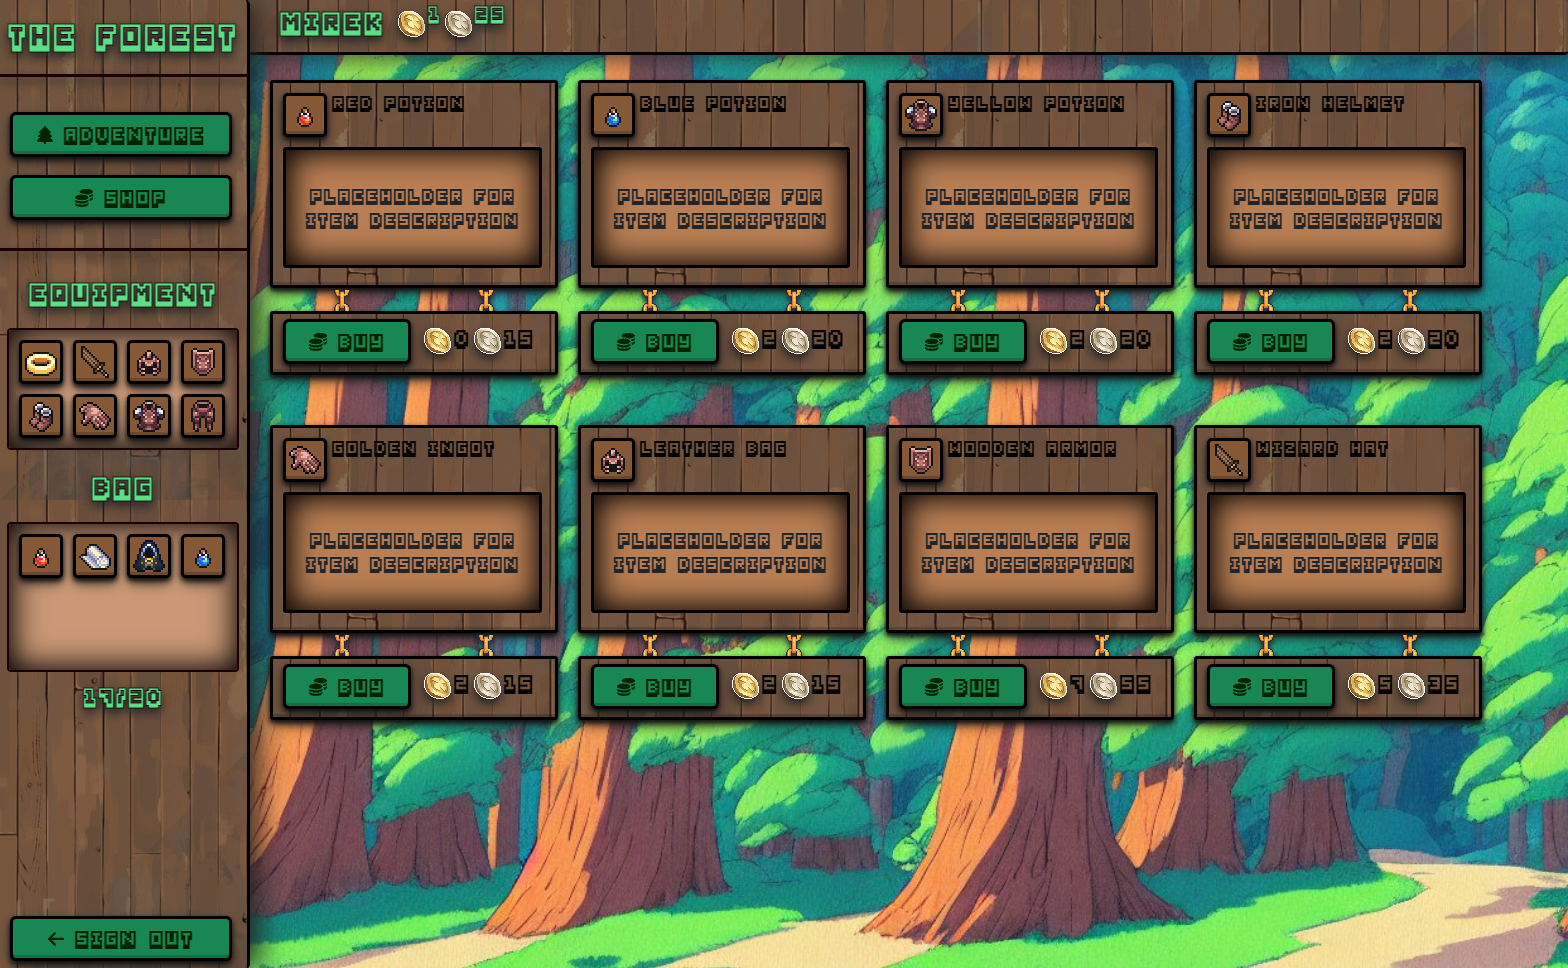 THE FOREST
ADVENTURE
SHOP
EQUIPMENT
BAG
17/20
SIGN OUT
MIREK 1 25
RED POTION
PLACEHOLDER FOR
ITEM DESCRIPTION
BUY 0 15
BLUE POTION
PLACEHOLDER FOR
ITEM DESCRIPTION
BUY 2 20
YELLOW POTION
PLACEHOLDER FOR
ITEM DESCRIPTION
BUY 2 20
IRON HELMET
PLACEHOLDER FOR
ITEM DESCRIPTION
BUY 2 20
GOLDEN INGOT
PLACEHOLDER FOR
ITEM DESCRIPTION
BUY 2 15
LEATHER BAG
PLACEHOLDER FOR
ITEM DESCRIPTION
BUY 2 15
WOODEN ARMOR
PLACEHOLDER FOR
ITEM DESCRIPTION
BUY 7 55
WIZARD HAT
PLACEHOLDER FOR
ITEM DESCRIPTION
BUY 5 35